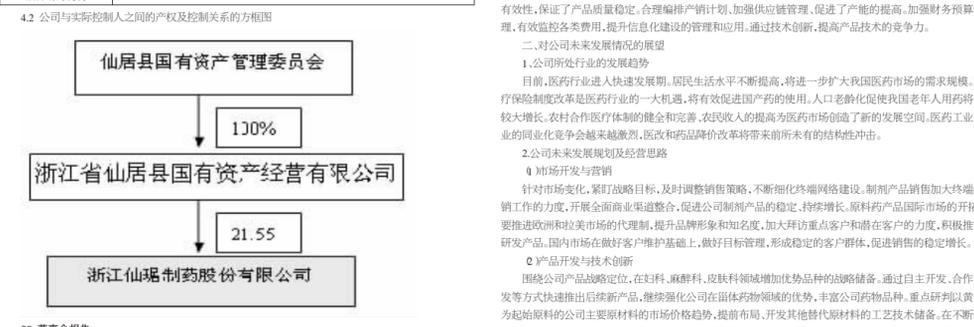 4.2 公司与实际控制人之间的产权及控制关系的方框图
仙居县国有资产管理委员会
100%
浙江省仙居县国有资产经营有限公司
21.55
浙江仙琚制药股份有限公司
有效性,保证了产品质量稳定。合理编排产销计划、加强供应链管理、促进了产能的提高。加强财务预算
理,有效监控各类费用,提升信息化建设的管理和应用。通过技术创新,提高产品技术的竞争力。
二、对公司未来发展情况的展望
1、公司所处行业的发展趋势
目前,医药行业进入快速发展期。居民生活水平不断提高,将进一步扩大我国医药市场的需求规模。
疗保险制度改革是医药行业的一大机遇,将有效促进国产药的使用。人口老龄化促使我国老年人用药将
较大增长。农村合作医疗体制的健全和完善、农民收入的提高为医药市场创造了新的发展空间。医药工业
业的同业化竞争会越来越激烈,医改和药品降价改革将带来前所未有的结构性冲击。
2.公司未来发展规划及经营思路
(1)市场开发与营销
针对市场变化,紧盯战略目标,及时调整销售策略,不断细化终端网络建设。制剂产品销售加大终端
销工作的力度,开展全面商业渠道整合,促进公司制剂产品的稳定、持续增长。原料药产品国际市场的开拓
要推进欧洲和拉美市场的代理制,提升品牌形象和知名度,加大拜访重点客户和潜在客户的力度,积极推
研发产品。国内市场在做好客户维护基础上,做好目标管理,形成稳定的客户群体,促进销售的稳定增长。
(2)产品开发与技术创新
围绕公司产品战略定位,在妇科、麻醉科、皮肤科领域增加优势品种的战略储备。通过自主开发、合作
发等方式快速推出后续新产品,继续强化公司在甾体药物领域的优势,丰富公司药物品种。重点研判以黄
为起始原料的公司主要原材料的市场价格趋势,提前布局、开发其他替代原材料的工艺技术储备。在不断